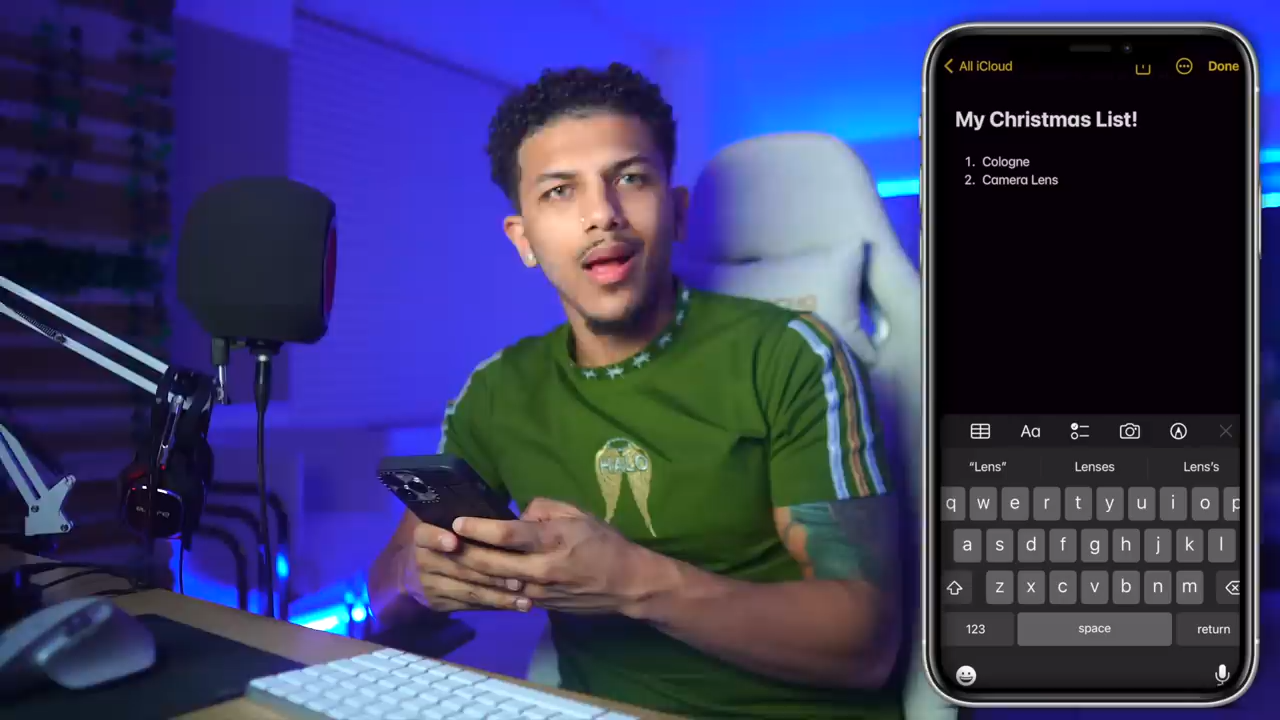 All iCloud
Done
My Christmas List!
1. Cologne
2. Camera Lens
Aa
“Lens” Lenses Lens’s
q w e r t y u i o p
a s d f g h j k l
z x c v b n m
123 space return
HALO